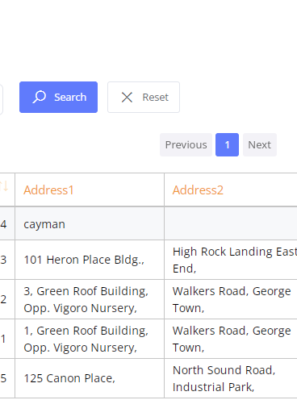 Search Reset
Previous 1 Next
Address1 Address2
4 cayman
3 101 Heron Place Bldg., High Rock Landing East
End,
2 3, Green Roof Building, Walkers Road, George
Opp. Vigoro Nursery, Town,
1 1, Green Roof Building, Walkers Road, George
Opp. Vigoro Nursery, Town,
5 125 Canon Place, North Sound Road,
Industrial Park,